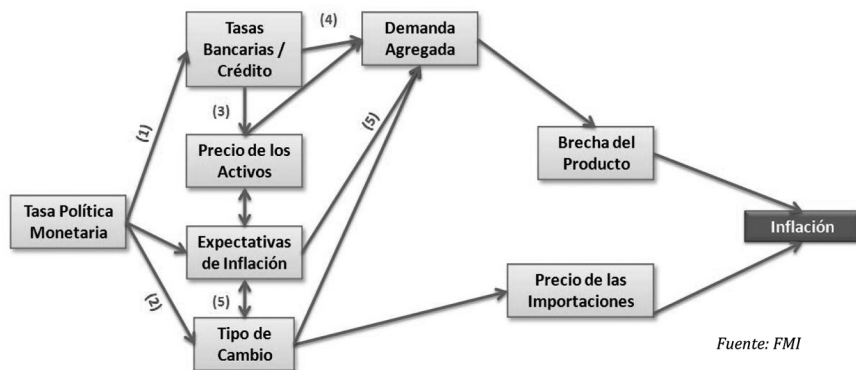 Tasas
Bancarias /
Crédito
(4)
Demanda
Agregada
(1)
(3)
(5)
Precio de los
Activos
Brecha del
Producto
Tasa Política
Monetaria
Expectativas
de Inflación
Inflación
(2)
(5)
Precio de las
Importaciones
Tipo de
Cambio
Fuente: FMI